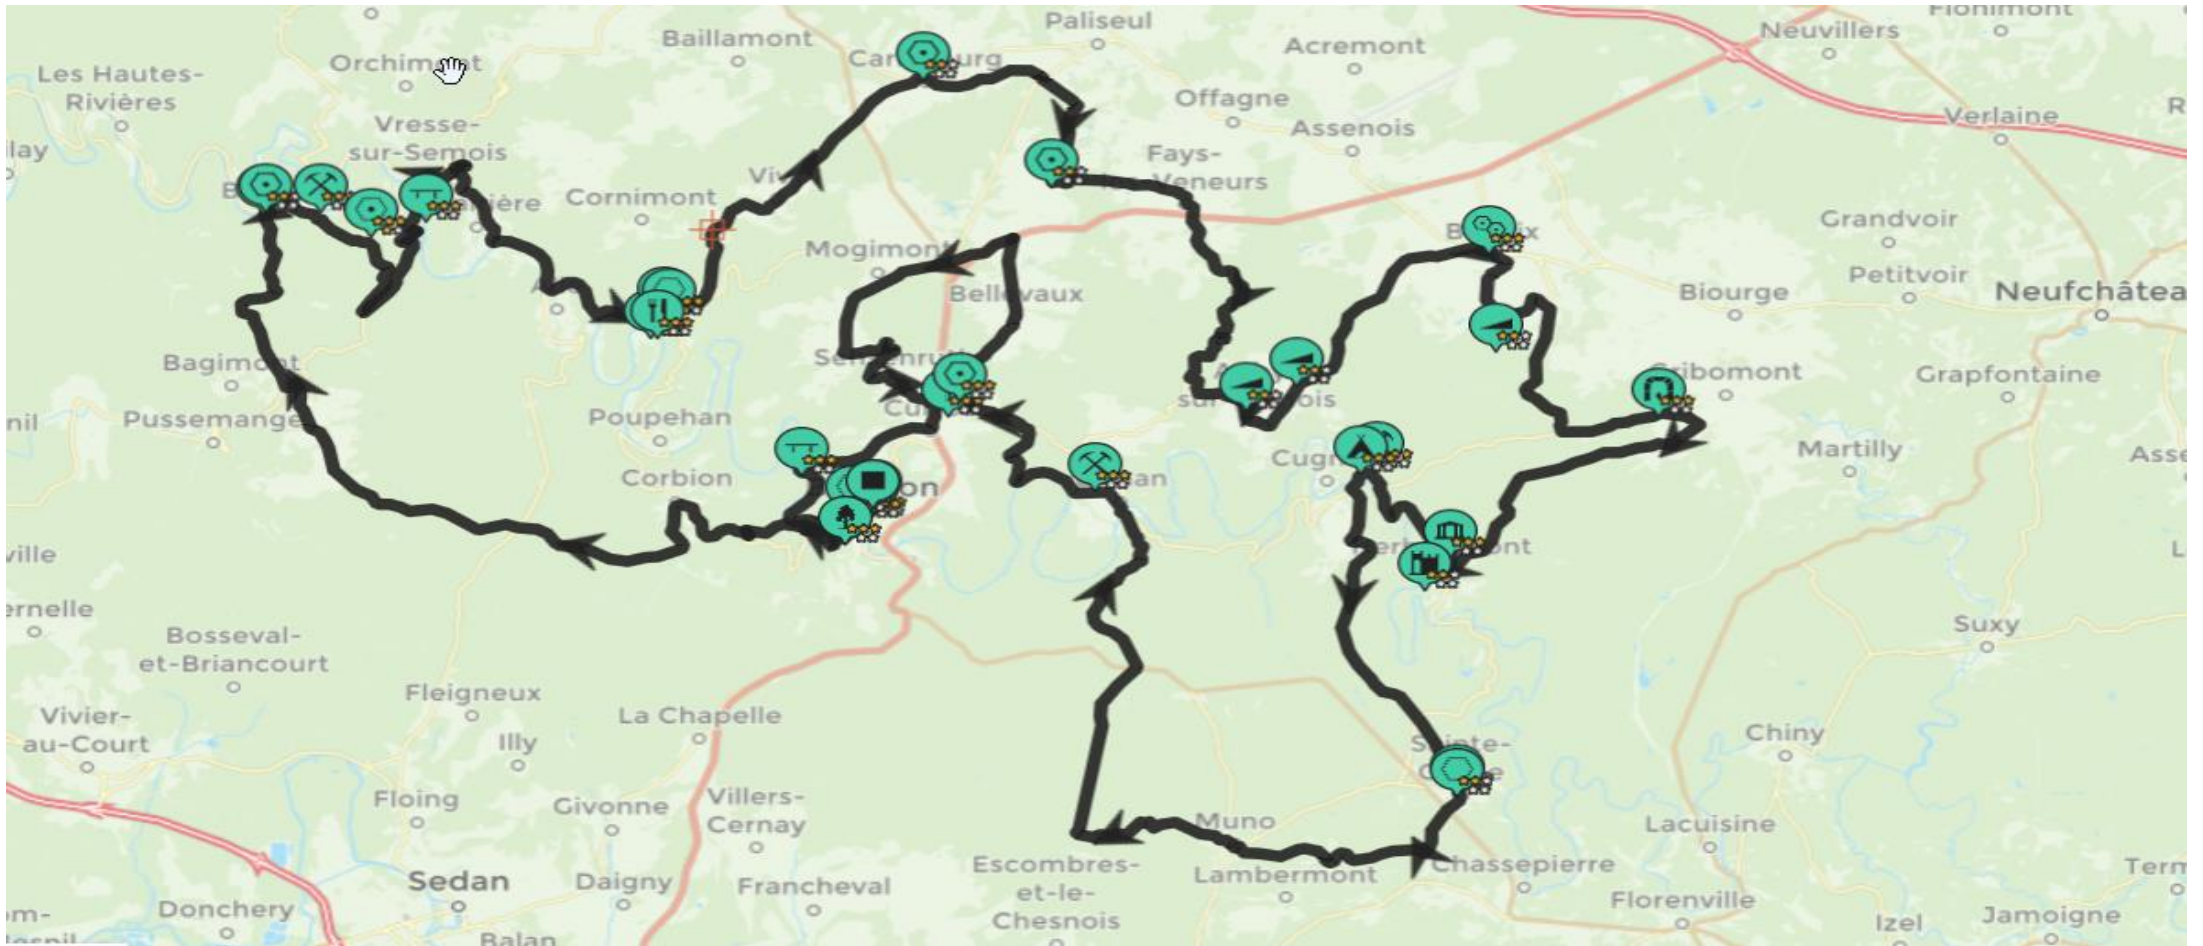 Paliseul
Flohimont
Neuvillers
Baillamont
Acremont
Orchimont
Les Hautes-
Rivières
Offagne
Verlaine
Assenois
Vresse-
sur-Semois
Fays-
Veneurs
Cornimont
Grandvoir
Mogimont
Petitvoir
Biourge
Neufchâtea
Bellevaux
Bagimont
Grapfontaine
Pussemange
Poupehan
Martilly
Corbion
Suxy
Bosseval-
et-Briancourt
Fleigneux
Vivier-
au-Court
La Chapelle
Illy
Chiny
Sainte-
Floing
Givonne
Villers-
Cernay
Muno
Lacuisine
Escombres-
et-le-
Chesnois
Lambermont
Chassepierre
Sedan
Daigny
Francheval
Florenville
Donchery
Izel
Jamoigne
Balan